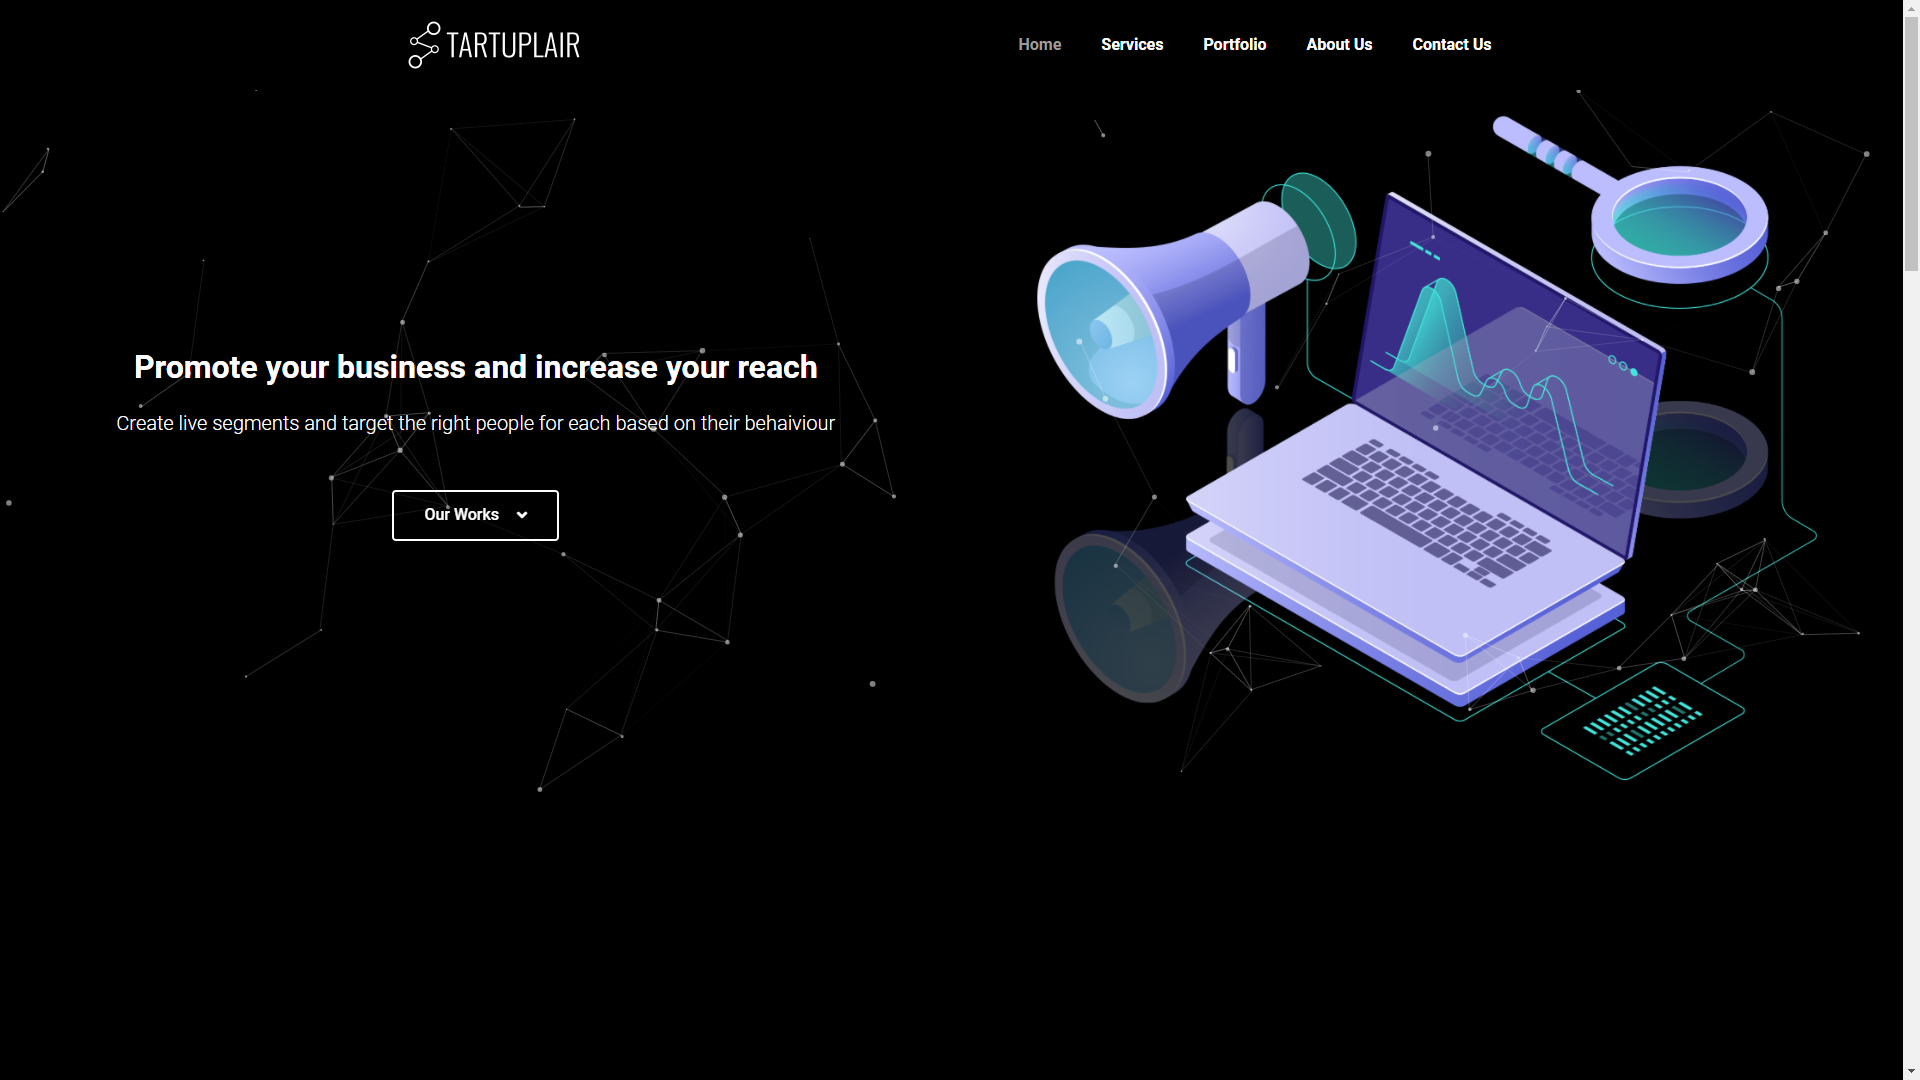 TARTUPLAIR
Home
Services
Portfolio
About Us
Contact Us
Promote your business and increase your reach
Create live segments and target the right people for each based on their behaiviour
Our Works